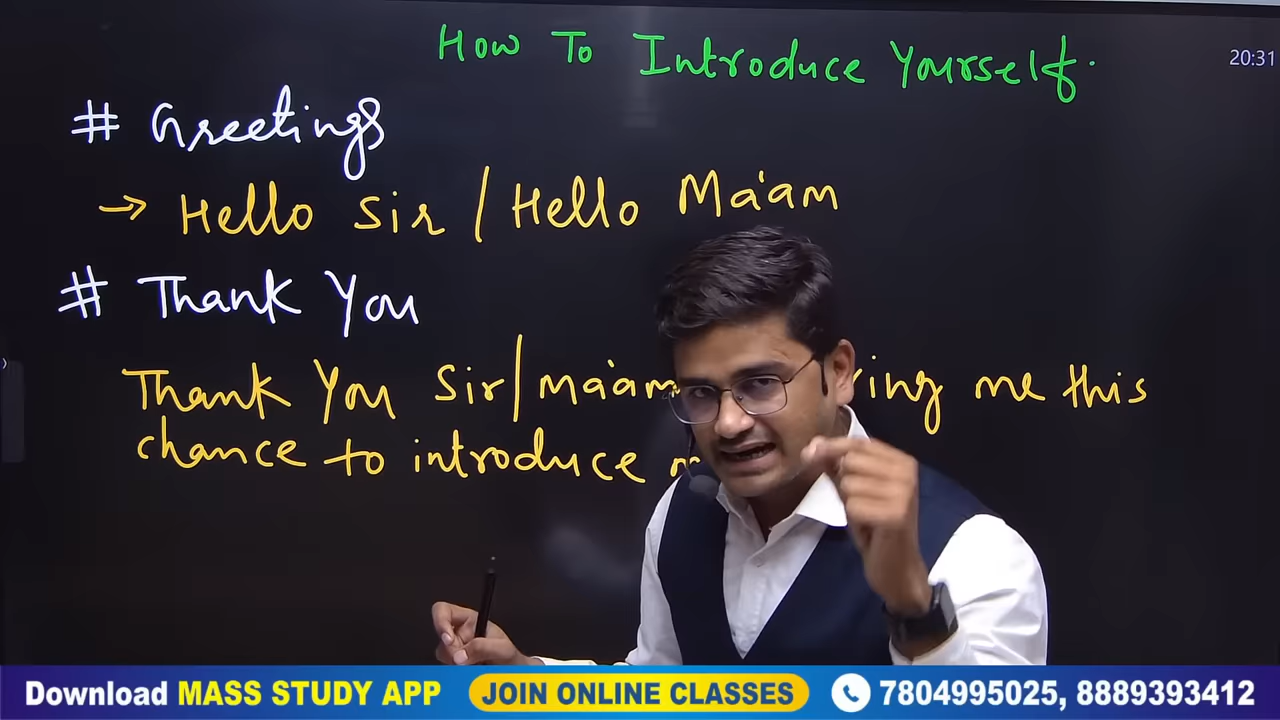 How To Introduce Yourself.
20:31
# Greetings
→ Hello Sir / Hello Ma'am
# Thank You
Thank You Sir/Ma'am me this
chance to introduce
Download MASS STUDY APP JOIN ONLINE CLASSES 7804995025, 8889393412